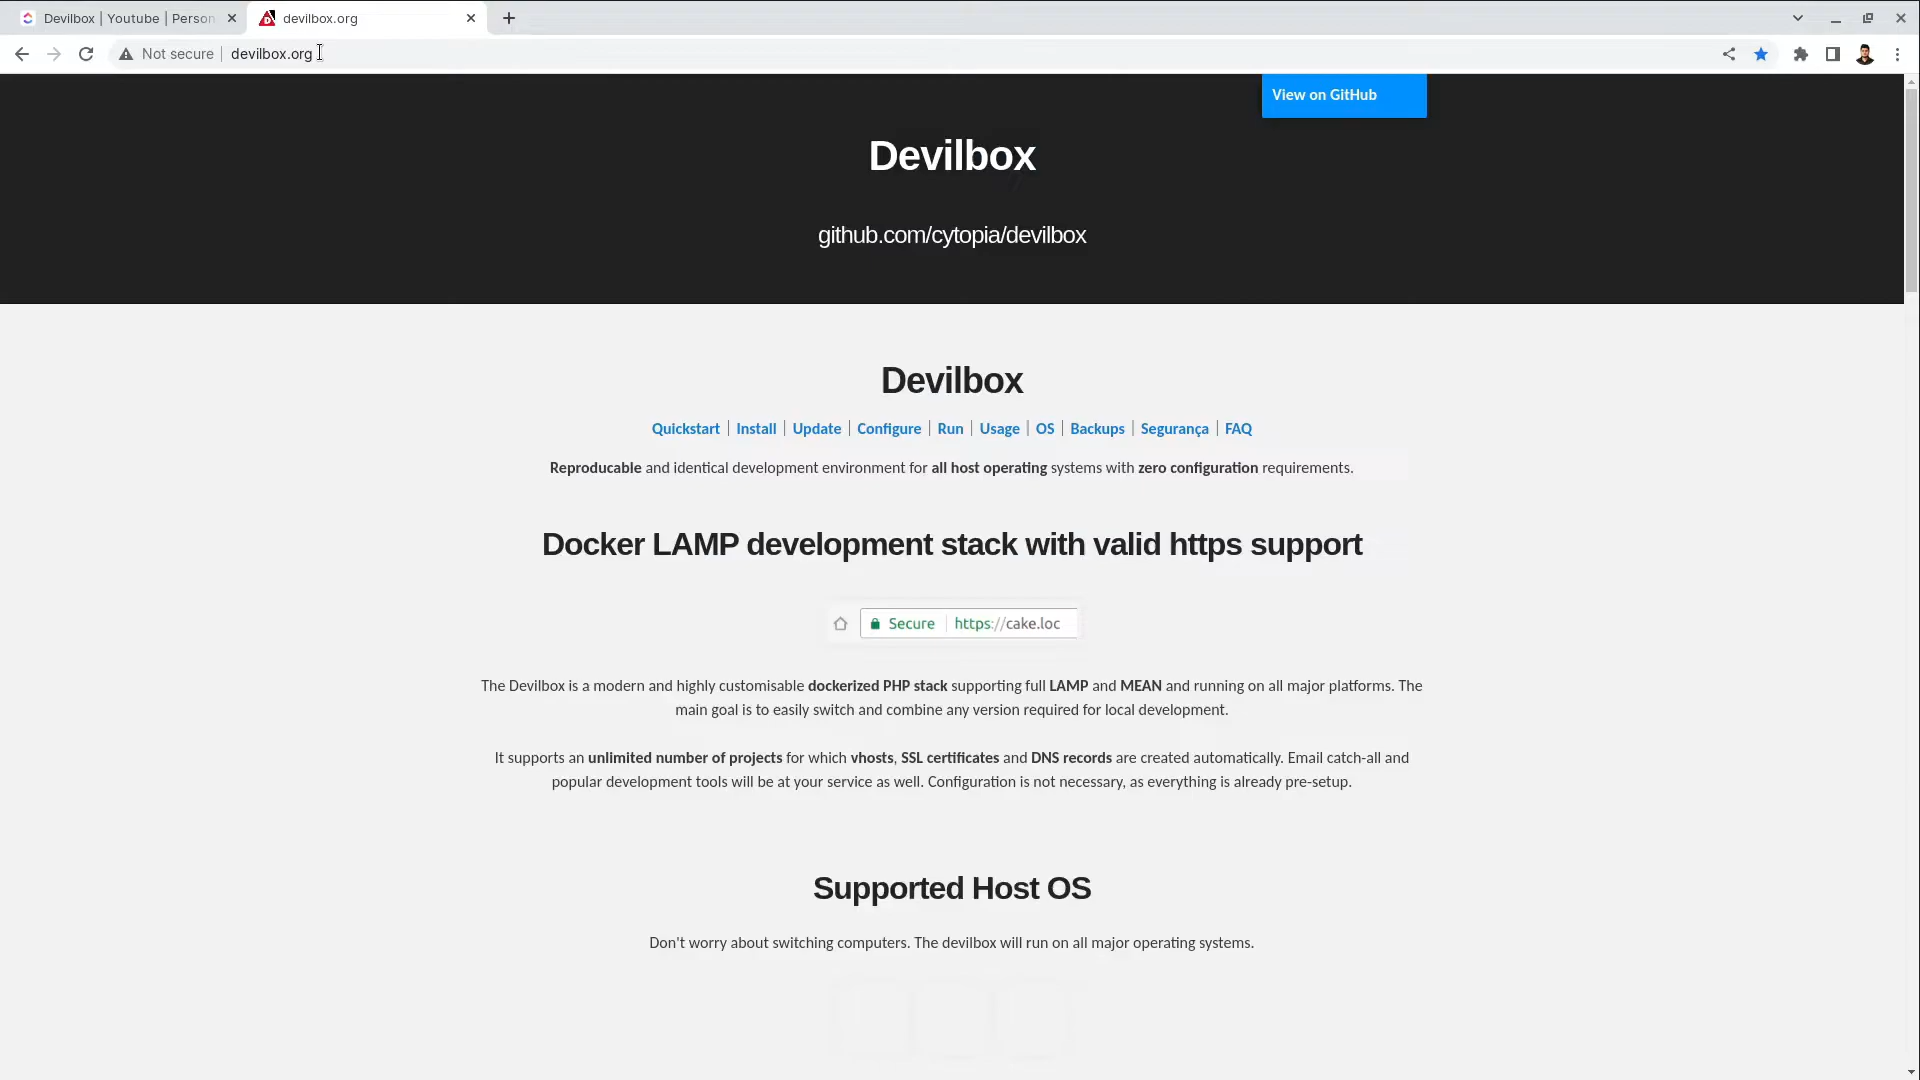 Devilbox | Youtube | Person
devilbox.org
Not secure | devilbox.org
View on GitHub
Devilbox
github.com/cytopia/devilbox
Devilbox
Quickstart | Install | Update | Configure | Run | Usage | OS | Backups | Segurança | FAQ
Reproducable and identical development environment for all host operating systems with zero configuration requirements.
Docker LAMP development stack with valid https support
Secure | https://cake.loc
The Devilbox is a modern and highly customisable dockerized PHP stack supporting full LAMP and MEAN and running on all major platforms. The
main goal is to easily switch and combine any version required for local development.
It supports an unlimited number of projects for which vhosts, SSL certificates and DNS records are created automatically. Email catch-all and
popular development tools will be at your service as well. Configuration is not necessary, as everything is already pre-setup.
Supported Host OS
Don't worry about switching computers. The devilbox will run on all major operating systems.